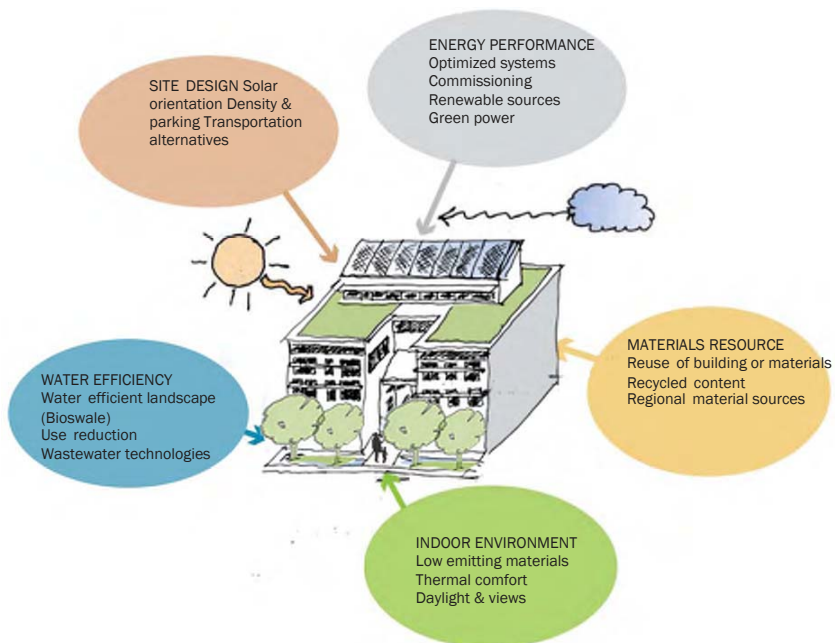 SITE DESIGN Solar
orientation Density &
parking Transportation
alternatives
ENERGY PERFORMANCE
Optimized systems
Commissioning
Renewable sources
Green power
WATER EFFICIENCY
Water efficient landscape
(Bioswale)
Use reduction
Wastewater technologies
MATERIALS RESOURCE
Reuse of building or materials
Recycled content
Regional material sources
INDOOR ENVIRONMENT
Low emitting materials
Thermal comfort
Daylight & views